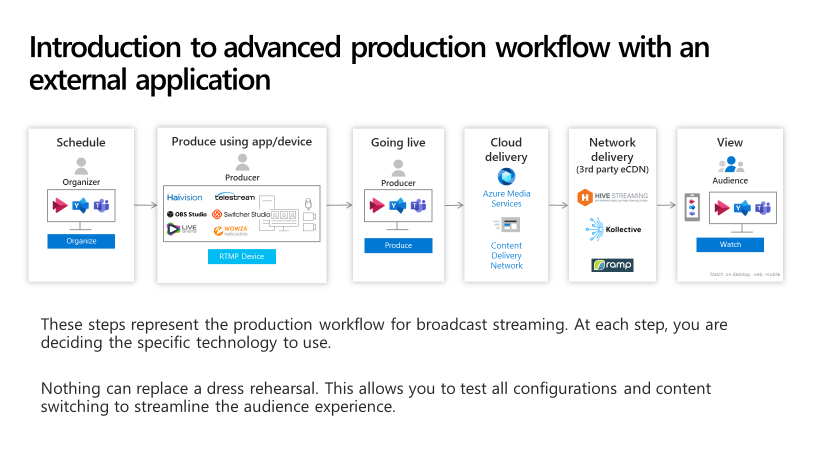 Introduction to advanced production workflow with an
external application
Schedule
Organizer
Organize
Produce using app/device
Producer
Haivision
telestream
OBS Studio
Switcher Studio
LIVE
WOWZA
media systems
RTMP Device
Going live
Producer
Produce
Cloud
delivery
Azure Media
Services
Content
Delivery
Network
Network
delivery
(3rd party eCDN)
HIVE STREAMING
Kollective
ramp
View
Audience
Watch
Watch on desktop, web, mobile
These steps represent the production workflow for broadcast streaming. At each step, you are
deciding the specific technology to use.
Nothing can replace a dress rehearsal. This allows you to test all configurations and content
switching to streamline the audience experience.